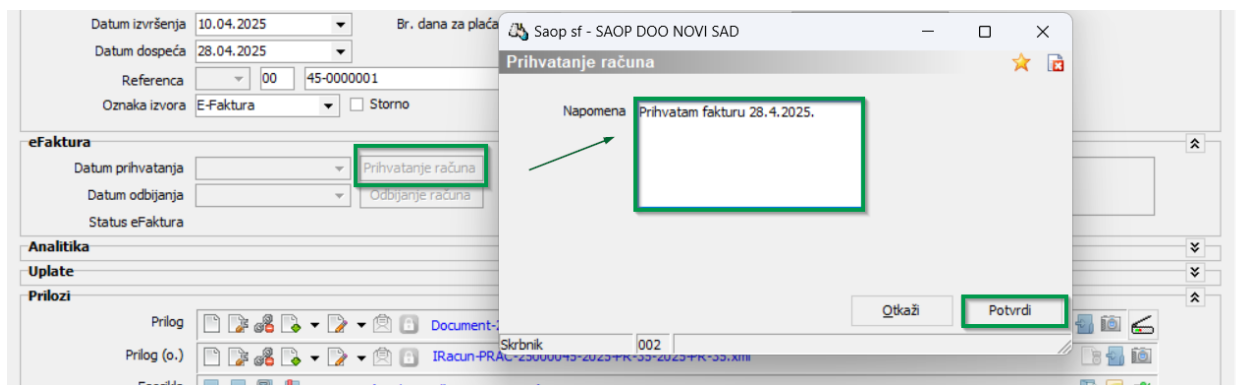 Datum izvršenja 10.04.2025 Br. dana za plaća
Saop sf - SAOP DOO NOVI SAD
Datum dospeća 28.04.2025
Prihvatanje računa
Referenca 00 45-0000001
Oznaka izvora E-Faktura Storno
Napomena Prihvatam fakturu 28.4.2025.
eFaktura
Datum prihvatanja Prihvatanje računa
Datum odbijanja Odbijanje računa
Status eFaktura
Analitika
Uplate
Prilozi
Otkaži Potvrdi
Prilog Document-2
Skrbnik 002
Prilog (o.) IRacun-PRAC-25000045-2025-PR-35-2025-PR-35.xml